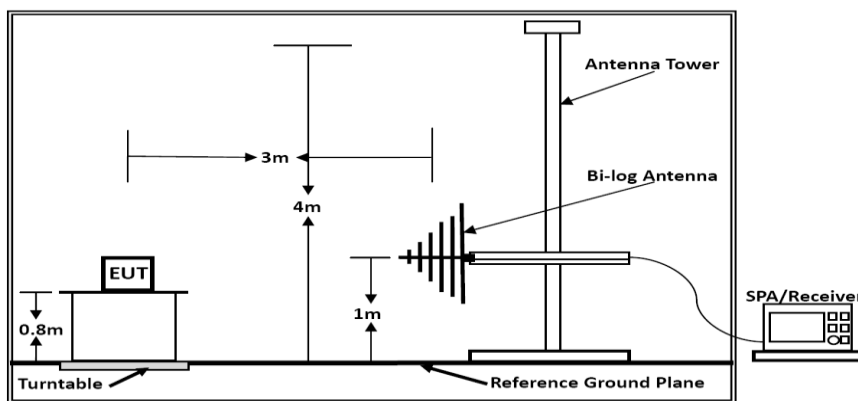 Antenna Tower
3m
Bi-log Antenna
4m
EUT
0.8m
1m
SPA/Receiver
Turntable
Reference Ground Plane